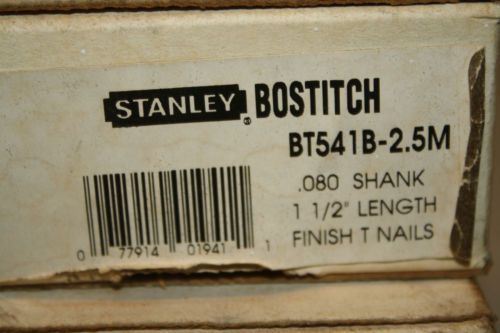 STANLEY® BOSTITCH
BT541B-2.5M
.080 SHANK
1 1/2" LENGTH
FINISH T NAILS
0 77914 01941 1